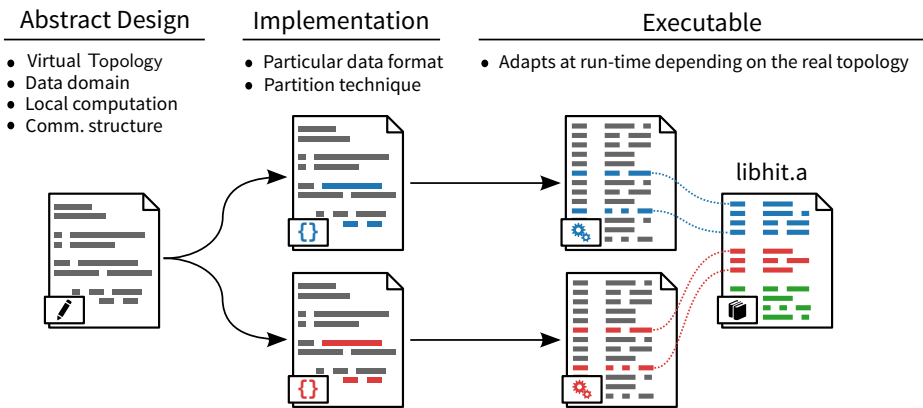 Abstract Design
Implementation
Executable
• Virtual Topology
• Data domain
• Local computation
• Comm. structure
• Particular data format
• Partition technique
• Adapts at run-time depending on the real topology
libhit.a
{}
{}